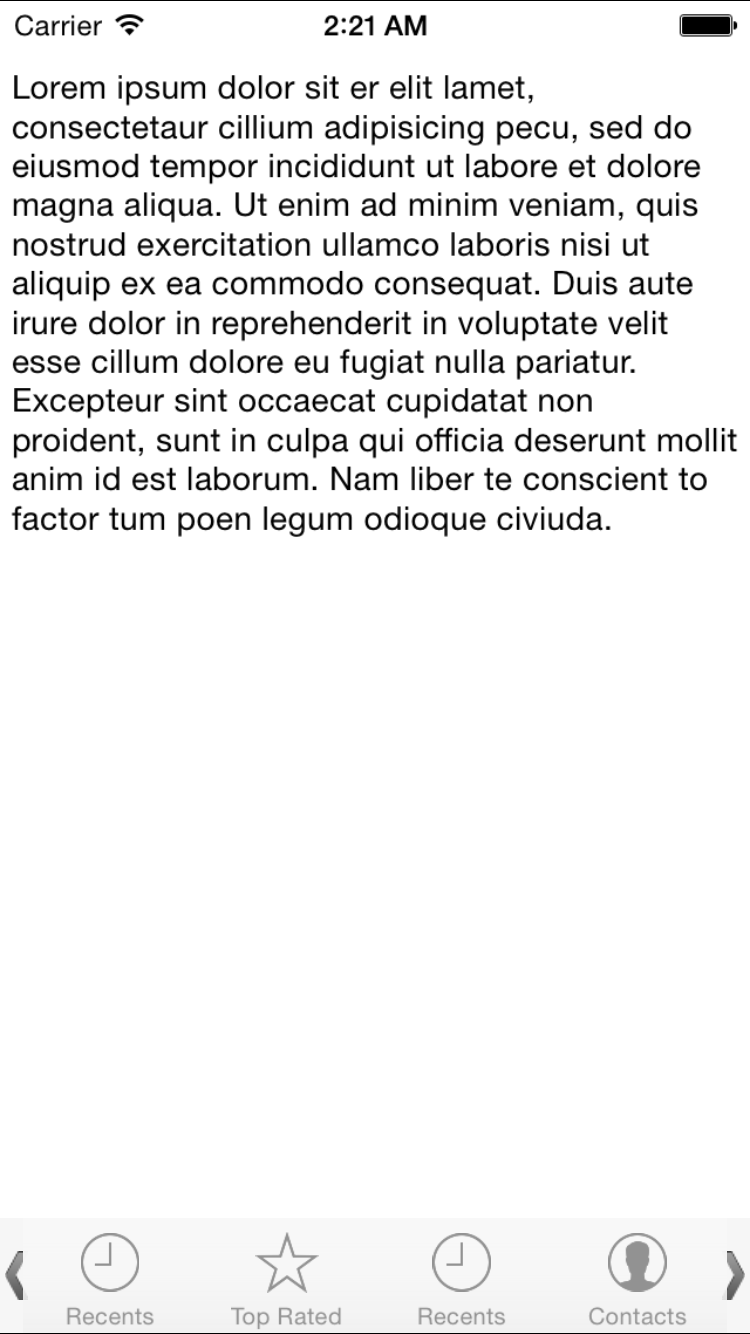 Carrier
2:21 AM
Lorem ipsum dolor sit er elit lamet,
consectetaur cillium adipisicing pecu, sed do
eiusmod tempor incididunt ut labore et dolore
magna aliqua. Ut enim ad minim veniam, quis
nostrud exercitation ullamco laboris nisi ut
aliquip ex ea commodo consequat. Duis aute
irure dolor in reprehenderit in voluptate velit
esse cillum dolore eu fugiat nulla pariatur.
Excepteur sint occaecat cupidatat non
proident, sunt in culpa qui officia deserunt mollit
anim id est laborum. Nam liber te conscient to
factor tum poen legum odioque civiuda.
Recents
Top Rated
Recents
Contacts